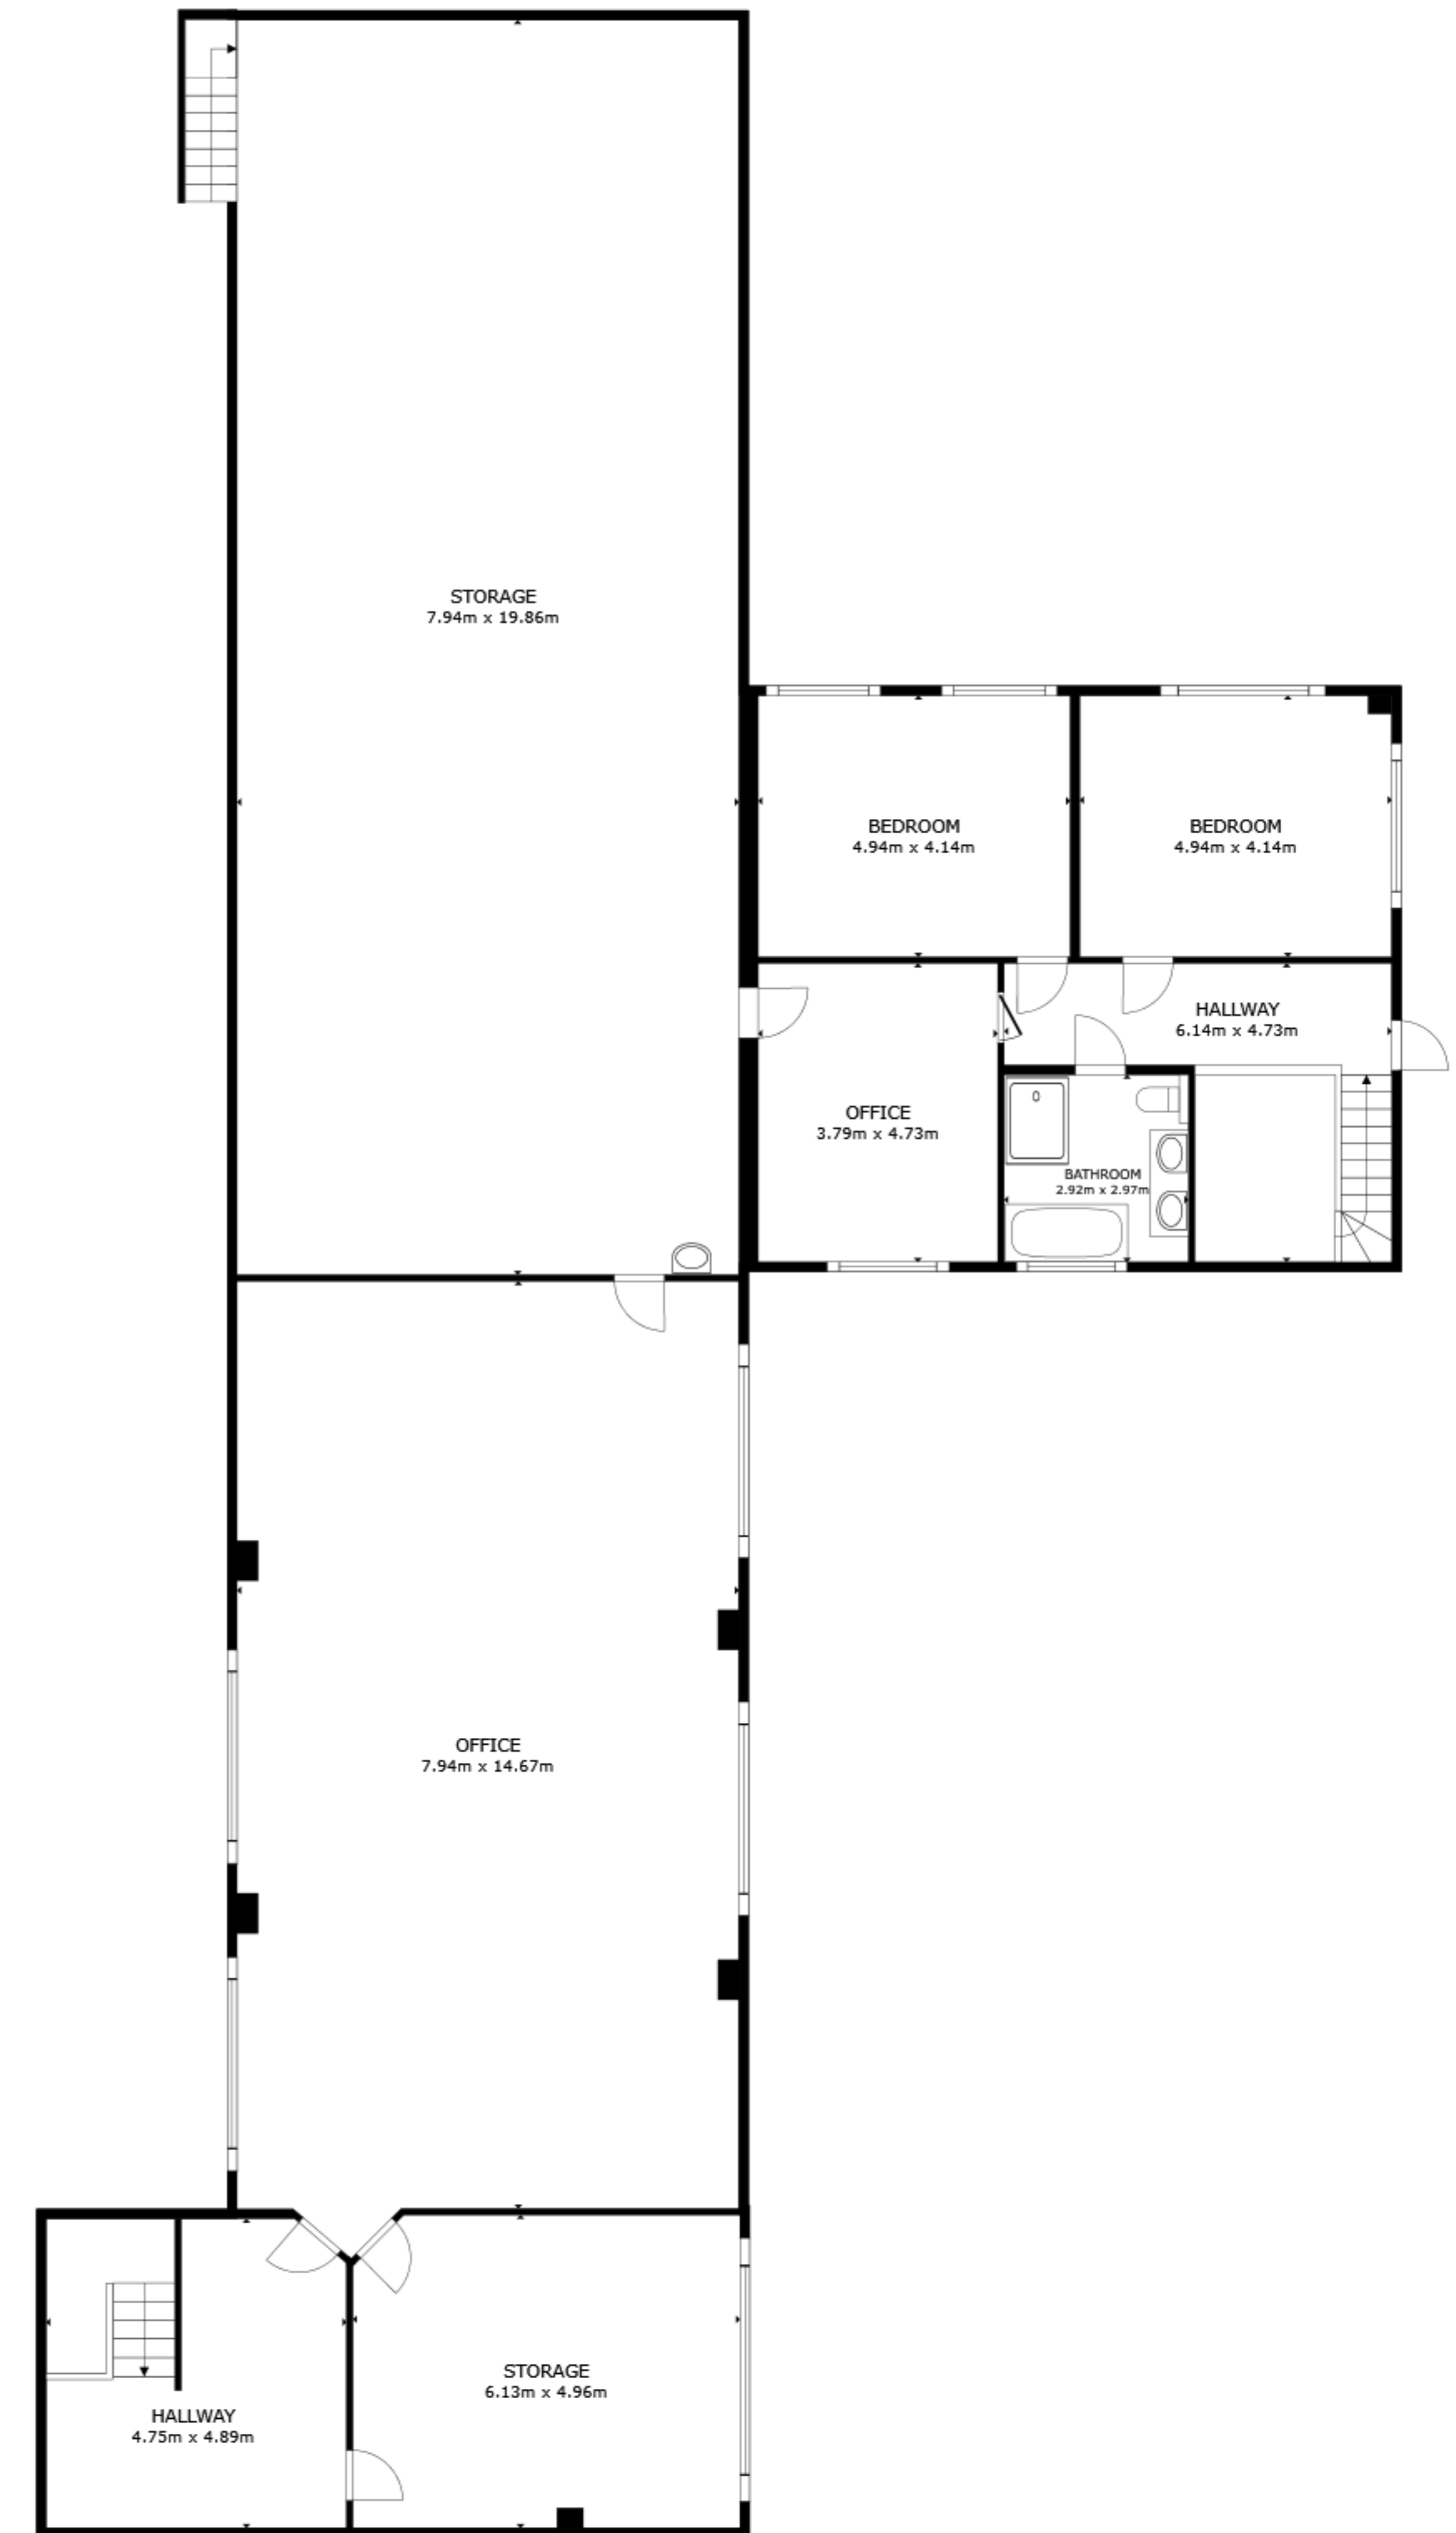 STORAGE
7.94m x 19.86m
BEDROOM
4.94m x 4.14m
BEDROOM
4.94m x 4.14m
HALLWAY
6.14m x 4.73m
OFFICE
3.79m x 4.73m
BATHROOM
2.92m x 2.97m
OFFICE
7.94m x 14.67m
STORAGE
6.13m x 4.96m
HALLWAY
4.75m x 4.89m